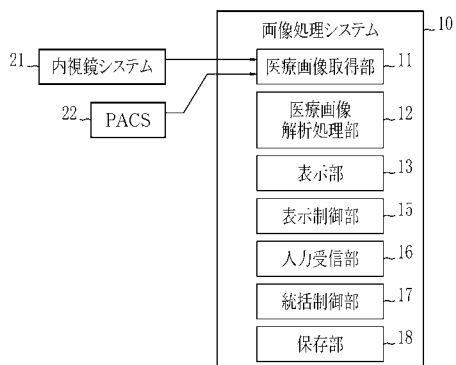 画像処理システム
10
21
内視鏡システム
医療画像取得部
11
22
PACS
医療画像
解析処理部
12
表示部
13
表示制御部
15
入力受信部
16
統括制御部
17
保存部
18